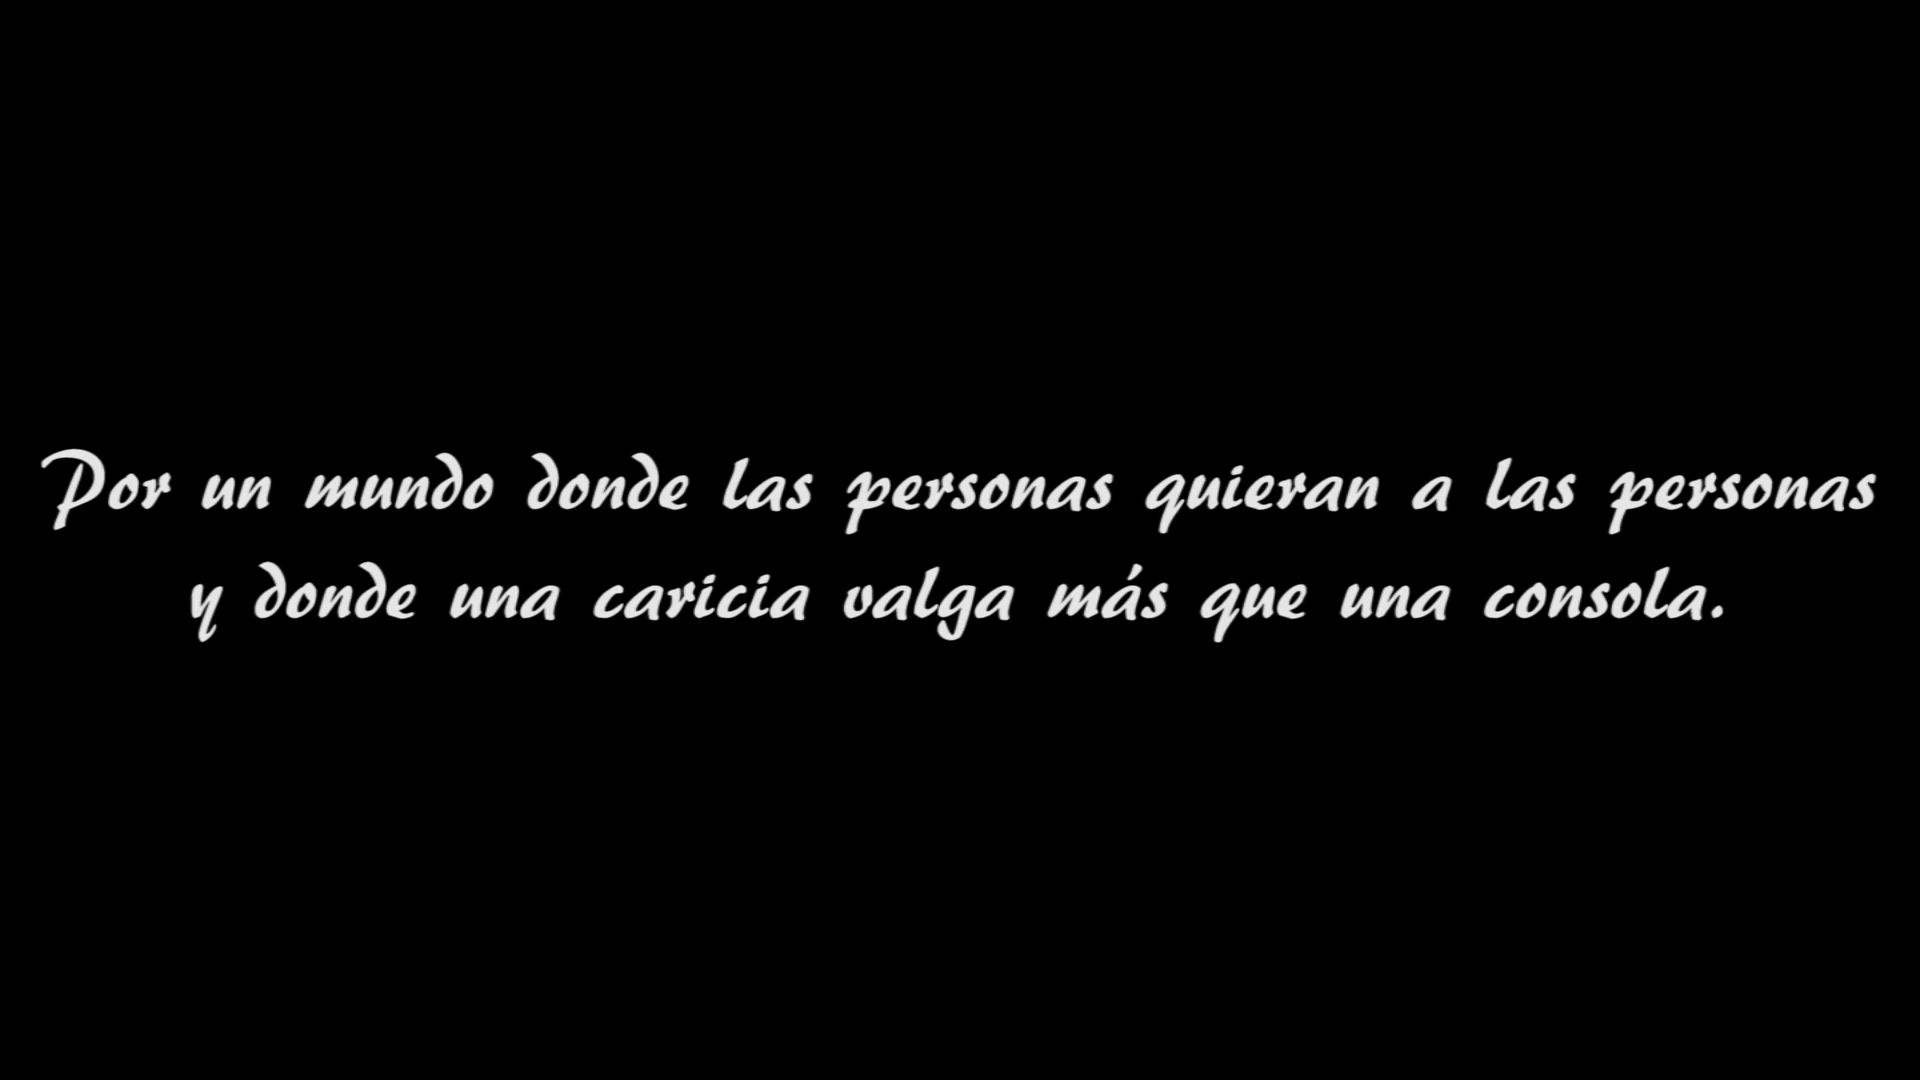 Por un mundo donde las personas quieran a las personas
y donde una caricia valga más que una consola.